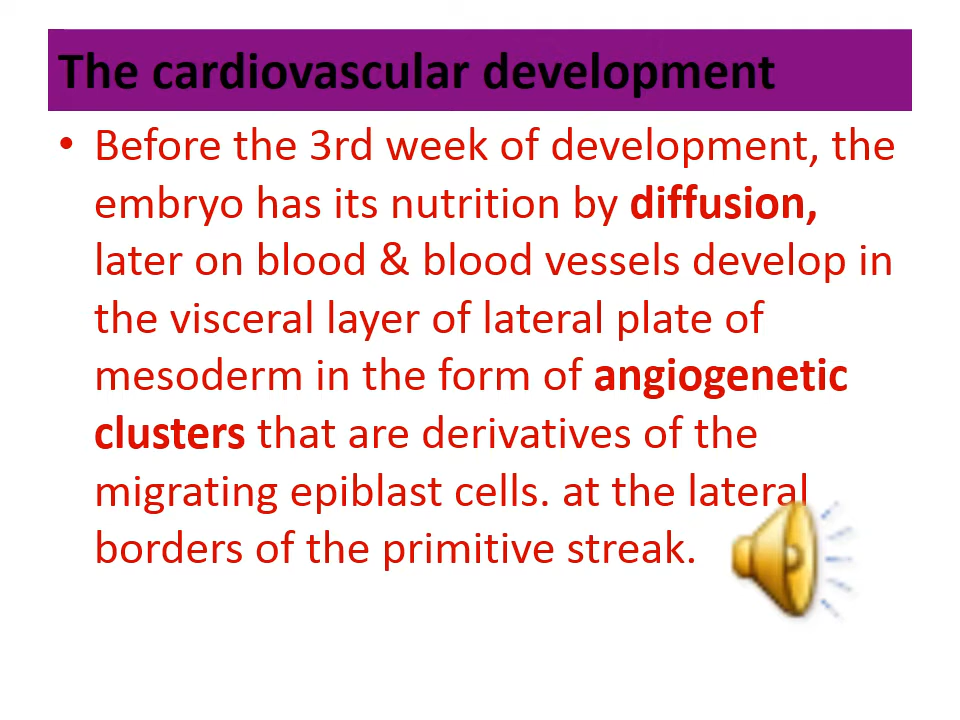 The cardiovascular development
• Before the 3rd week of development, the
embryo has its nutrition by diffusion,
later on blood & blood vessels develop in
the visceral layer of lateral plate of
mesoderm in the form of angiogenetic
clusters that are derivatives of the
migrating epiblast cells. at the lateral
borders of the primitive streak.